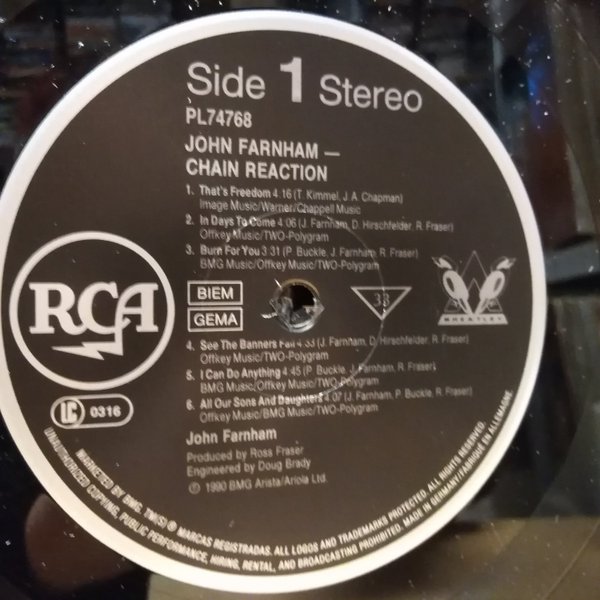 Side 1 Stereo
PL74768
JOHN FARNHAM —
CHAIN REACTION
1. That's Freedom 4.16 (T. Kimmel, J. A. Chapman)
Image Music/Warner/Chappell Music
2. In Days To Come 4:06 (J. Farnham, D. Hirschfelder, R. Fraser)
Offkey Music/TWO-Polygram
3. Burn For You 3:31 (P. Buckle, J. Farnham, R. Fraser)
BMG Music/Offkey Music/TWO-Polygram
RCA
BIEM
GEMA
33
WHEATLEY
4. See The Banners Fall 4:33 (J. Farnham, D. Hirschfelder, R. Fraser)
Offkey Music/TWO-Polygram
5. I Can Do Anything 4:45 (P. Buckle, J. Farnham, R. Fraser)
BMG Music/Offkey Music/TWO-Polygram
6. All Our Sons And Daughters 4:07 (J. Farnham, P. Buckle, R. Fraser)
Offkey Music/BMG Music/TWO-Polygram
LC 0316
John Farnham
Produced by Ross Fraser
Engineered by Doug Brady
℗ 1990 BMG Arista/Ariola Ltd.
MARKETED BY BMG. TM(S) ® MARCAS REGISTRADAS. ALL LOGOS AND TRADEMARKS PROTECTED. ALL RIGHTS RESERVED.
UNAUTHORIZED COPYING, PUBLIC PERFORMANCE, HIRING, RENTAL, AND BROADCASTING PROHIBITED. MADE IN GERMANY/FABRIQUÉ EN ALLEMAGNE